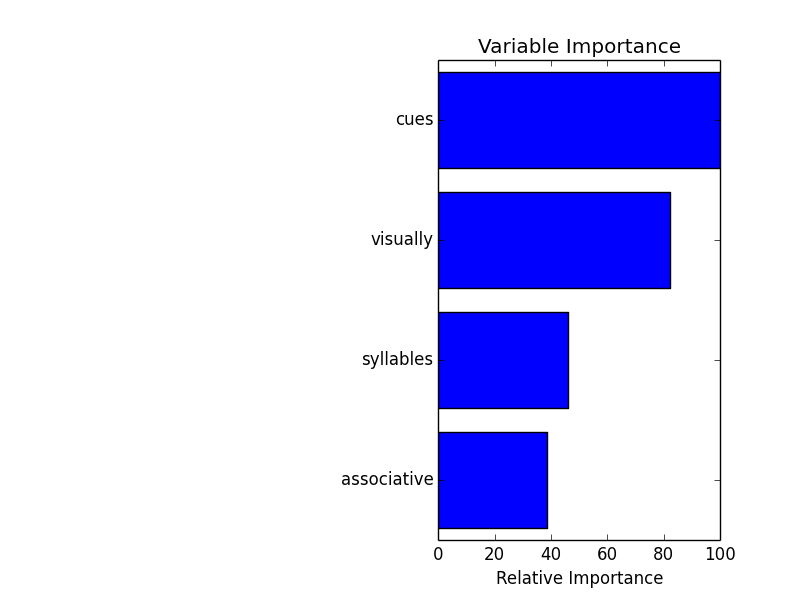 Variable Importance
cues
visually
syllables
associative
0 20 40 60 80 100
Relative Importance